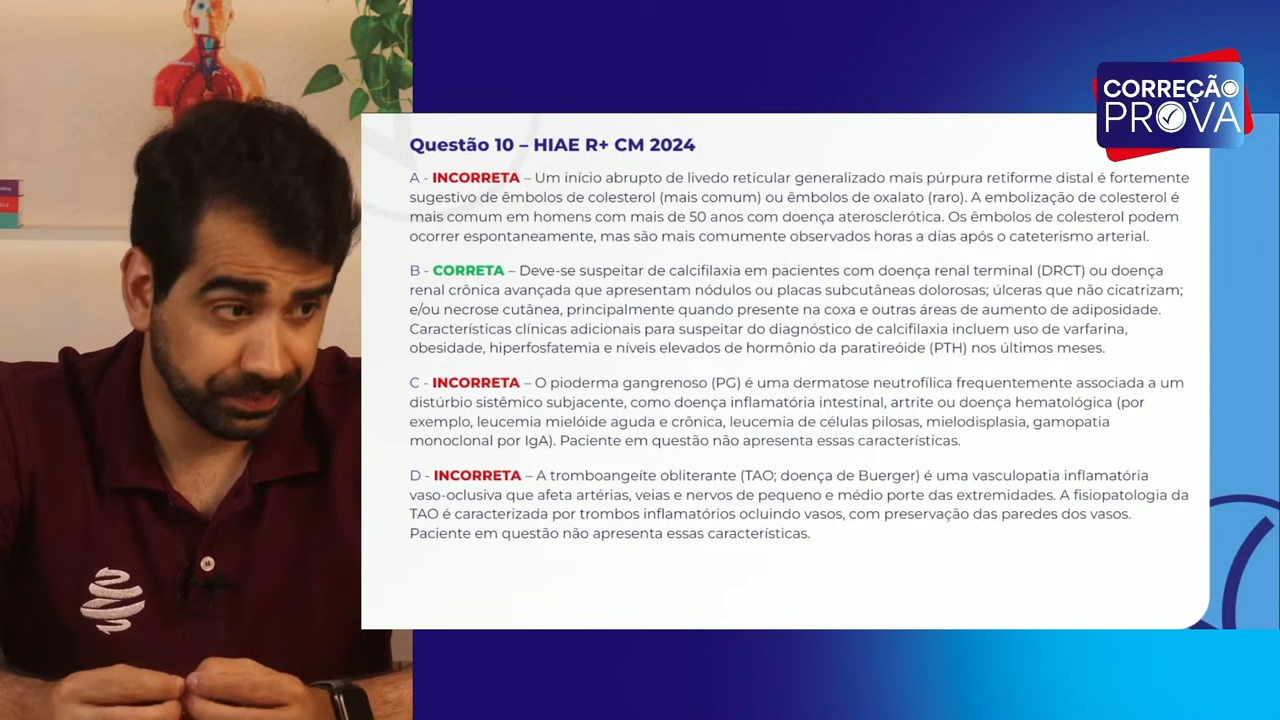 CORREÇÃO
PROVA
Questão 10 – HIAE R+ CM 2024
A - INCORRETA – Um início abrupto de livedo reticular generalizado mais púrpura retiforme distal é fortemente
sugestivo de êmbolos de colesterol (mais comum) ou êmbolos de oxalato (raro). A embolização de colesterol é
mais comum em homens com mais de 50 anos com doença aterosclerótica. Os êmbolos de colesterol podem
ocorrer espontaneamente, mas são mais comumente observados horas a dias após o cateterismo arterial.
B - CORRETA – Deve-se suspeitar de calcifilaxia em pacientes com doença renal terminal (DRCT) ou doença
renal crônica avançada que apresentam nódulos ou placas subcutâneas dolorosas; úlceras que não cicatrizam;
e/ou necrose cutânea, principalmente quando presente na coxa e outras áreas de aumento de adiposidade.
Características clínicas adicionais para suspeitar do diagnóstico de calcifilaxia incluem uso de varfarina,
obesidade, hiperfosfatemia e níveis elevados de hormônio da paratireóide (PTH) nos últimos meses.
C - INCORRETA – O pioderma gangrenoso (PG) é uma dermatose neutrofílica frequentemente associada a um
distúrbio sistêmico subjacente, como doença inflamatória intestinal, artrite ou doença hematológica (por
exemplo, leucemia mielóide aguda e crônica, leucemia de células pilosas, mielodisplasia, gamopatia
monoclonal por IgA). Paciente em questão não apresenta essas características.
D - INCORRETA – A tromboangeíte obliterante (TAO; doença de Buerger) é uma vasculopatia inflamatória
vaso-oclusiva que afeta artérias, veias e nervos de pequeno e médio porte das extremidades. A fisiopatologia da
TAO é caracterizada por trombos inflamatórios ocluindo vasos, com preservação das paredes dos vasos.
Paciente em questão não apresenta essas características.